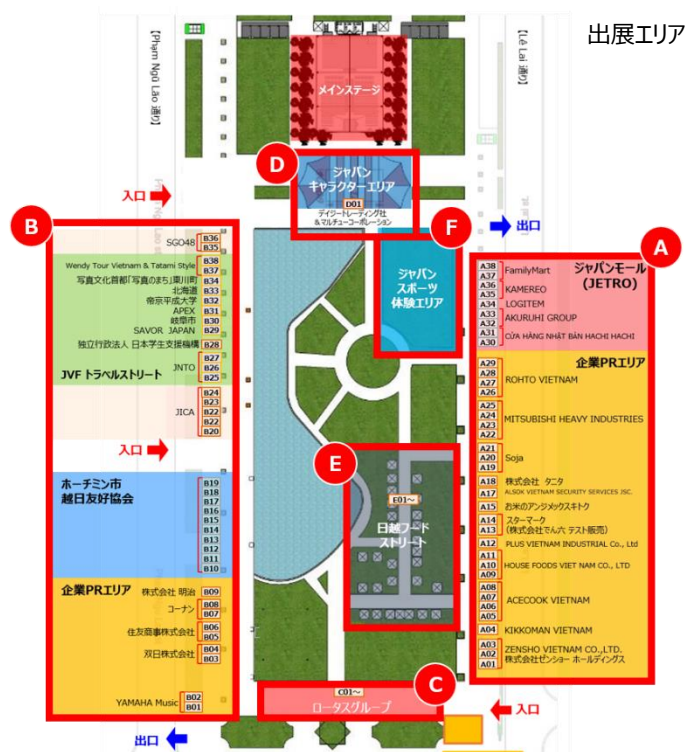 出展エリア
【Phạm Ngũ Lão 通り】
【Lê Lai 通り】
メインステージ
D
ジャパン
キャラクターエリア
D01
デイジートレーディング社
&マルチューコーポレーション
入口
出口
B
SGO48
B36
B35
Wendy Tour Vietnam & Tatami Style
B38
B37
写真文化首都「写真のまち」東川町 B34
北海道 B33
帝京平成大学 B32
APEX B31
岐阜市 B30
SAVOR JAPAN B29
独立行政法人 日本学生支援機構 B28
JNTO
B27
B26
B25
JVF トラベルストリート
JICA
B24
B23
B22
B22
B20
入口
ホーチミン市
越日友好協会
B19
B18
B17
B16
B15
B14
B13
B12
B11
B10
企業PRエリア
株式会社 明治 B09
コーナン
B08
B07
住友商事株式会社
B06
B05
双日株式会社
B04
B03
YAMAHA Music
B02
B01
出口
F
ジャパン
スポーツ
体験エリア
E
E01～
日越フード
ストリート
C
C01～
ロータスグループ
A
ジャパンモール
(JETRO)
A38
A37
FamilyMart
A36
A35
KAMEREO
A34 LOGITEM
A33
A32
AKURUHI GROUP
A31
A30
CỬA HÀNG NHẬT BẢN HACHI HACHI
企業PRエリア
A29
A28
A27
A26
ROHTO VIETNAM
A25
A24
A23
A22
MITSUBISHI HEAVY INDUSTRIES
A21
A20
A19
Soja
A18 株式会社 タニタ
A17 ALSOK VIETNAM SECURITY SERVICES JSC.
A15 お米のアンジメックスキトク
A14
A13
スターマーク
(株式会社でん六 テスト販売)
A12 PLUS VIETNAM INDUSTRIAL Co., Ltd
A11
A10
A09
HOUSE FOODS VIET NAM CO., LTD
A08
A07
A06
A05
ACECOOK VIETNAM
A04 KIKKOMAN VIETNAM
A03
A02
A01
ZENSHO VIETNAM CO.,LTD.
株式会社ゼンショー ホールディングス
入口